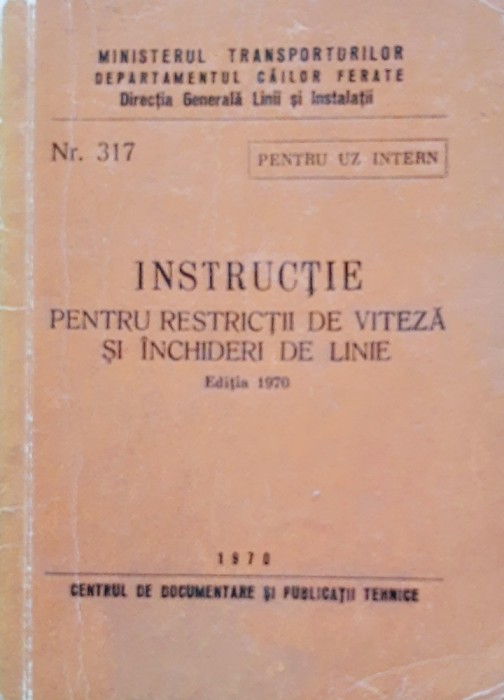 MINISTERUL TRANSPORTURILOR
DEPARTAMENTUL CĂILOR FERATE
Direcția Generală Linii și Instalații
Nr. 317
PENTRU UZ INTERN
INSTRUCȚIE
PENTRU RESTRICȚII DE VITEZĂ
ȘI ÎNCHIDERI DE LINIE
Ediția 1970
1970
CENTRUL DE DOCUMENTARE ȘI PUBLICAȚII TEHNICE